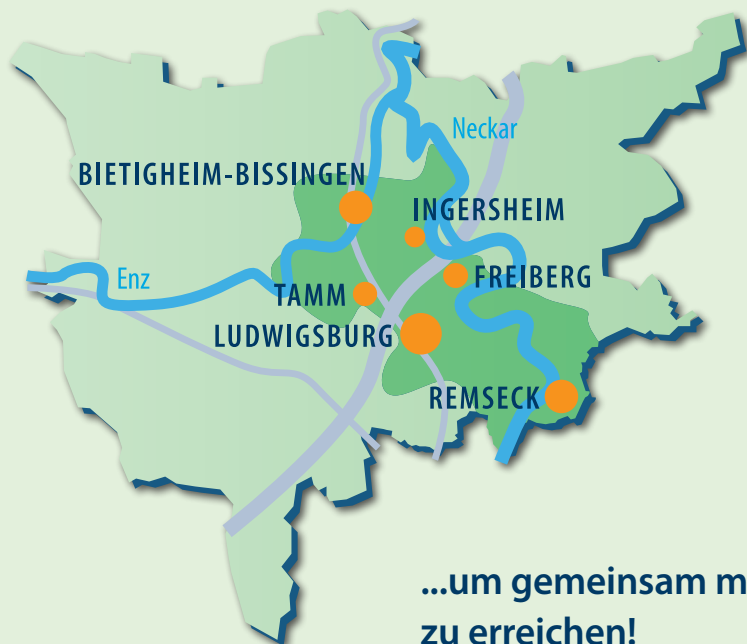 Neckar
BIETIGHEIM-BISSINGEN
INGERSHEIM
Enz
FREIBERG
TAMM
LUDWIGSBURG
REMSECK
...um gemeinsam
zu erreichen!